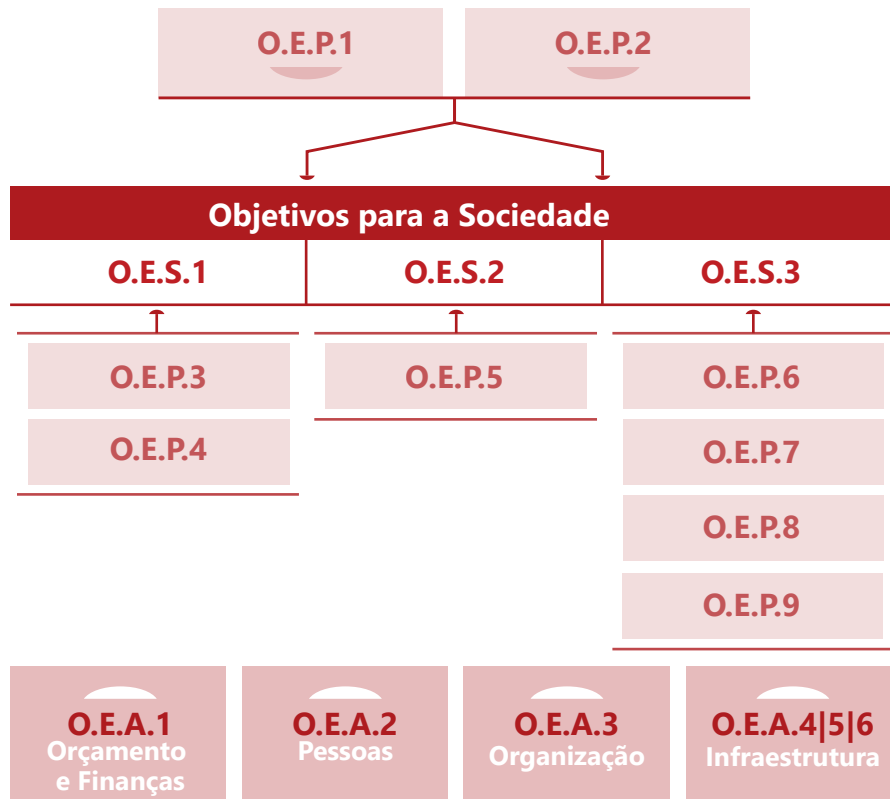 O.E.P.1
O.E.P.2
Objetivos para a Sociedade
O.E.S.1
O.E.S.2
O.E.S.3
O.E.P.3
O.E.P.4
O.E.P.5
O.E.P.6
O.E.P.7
O.E.P.8
O.E.P.9
O.E.A.1
Orçamento
e Finanças
O.E.A.2
Pessoas
O.E.A.3
Organização
O.E.A.4|5|6
Infraestrutura